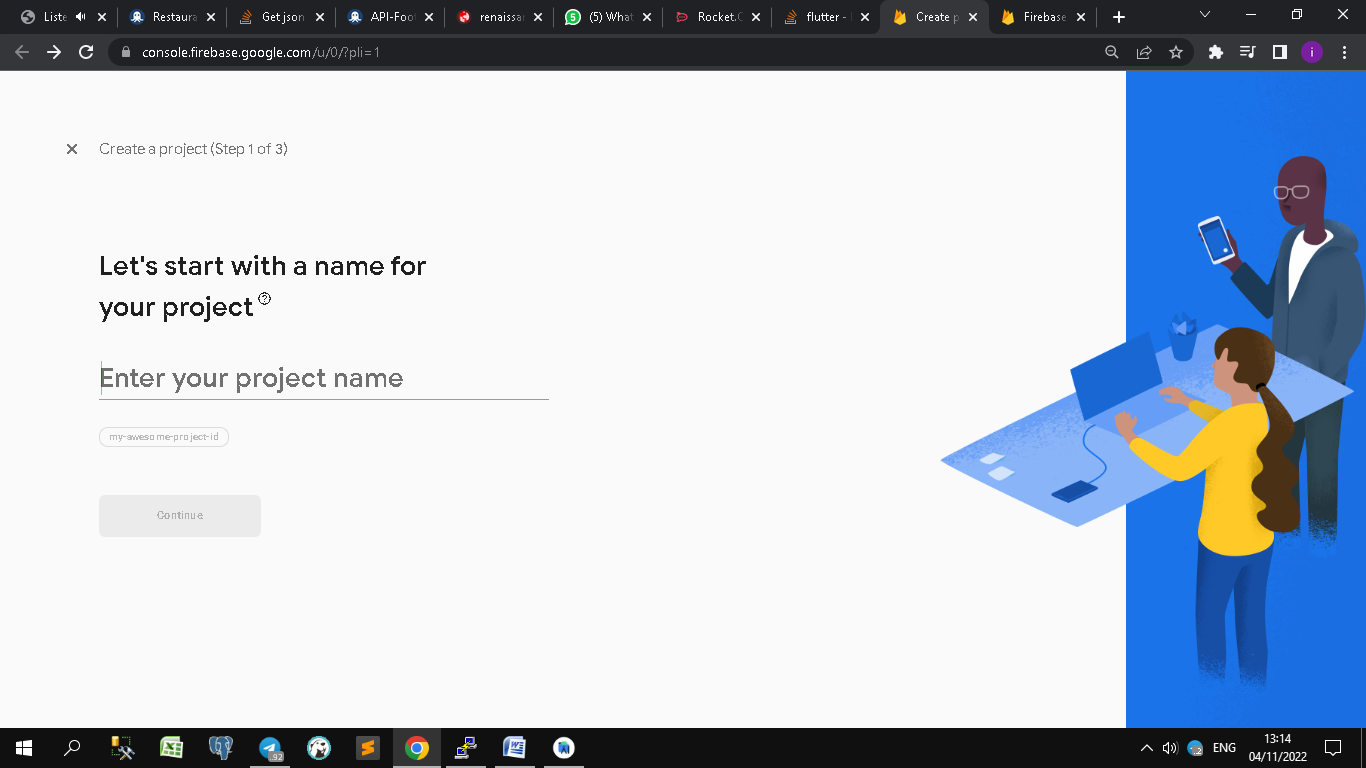 Liste
Restaura
Get json
API-Foo
renaissar
(5) What
Rocket.C
flutter -
Create p
Firebase
console.firebase.google.com/u/0/?pli=1
i
Create a project (Step 1 of 3)
Let's start with a name for
your project
Enter your project name
my-awesome-project-id
Continue
92
ENG
13:14
04/11/2022